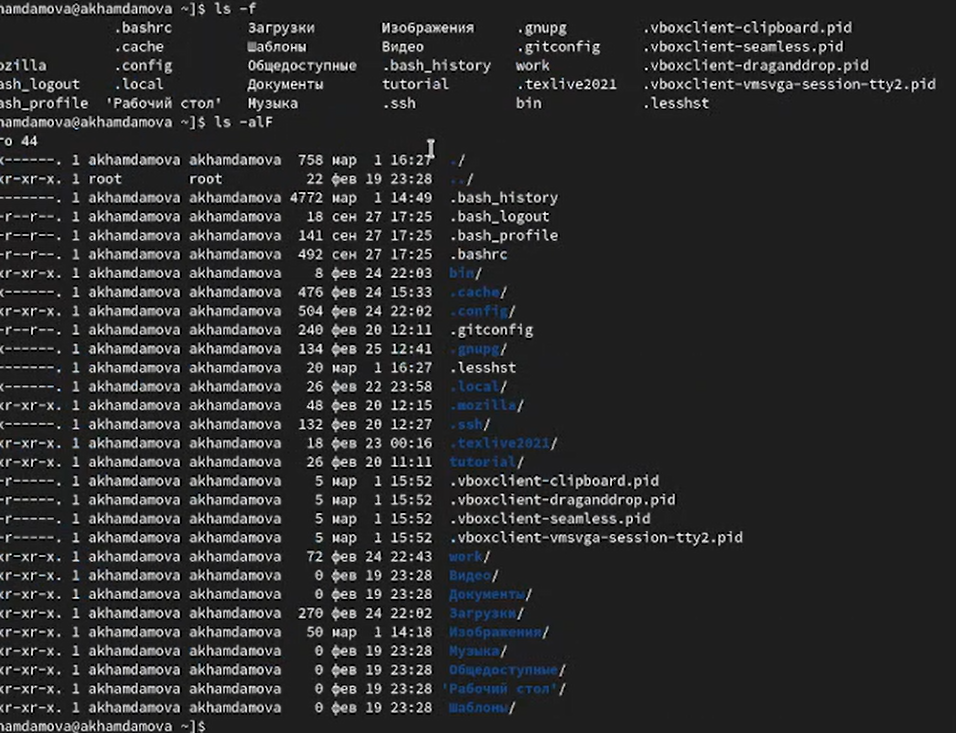 hamdamova@akhamdamova ~]$ ls -f
.bashrc Загрузки Изображения .gnupg .vboxclient-clipboard.pid
.cache Шаблоны Видео .gitconfig .vboxclient-seamless.pid
ozilla .config Общедоступные .bash_history work .vboxclient-draganddrop.pid
ash_logout .local Документы tutorial .texlive2021 .vboxclient-vmsvga-session-tty2.pid
ash_profile 'Рабочий стол' Музыка .ssh bin .lesshst
hamdamova@akhamdamova ~]$ ls -alF
го 44
x------. 1 akhamdamova akhamdamova 758 мар 1 16:27 ./
xr-xr-x. 1 root root 22 фев 19 23:28 ../
-------. 1 akhamdamova akhamdamova 4772 мар 1 14:49 .bash_history
-r--r--. 1 akhamdamova akhamdamova 18 сен 27 17:25 .bash_logout
-r--r--. 1 akhamdamova akhamdamova 141 сен 27 17:25 .bash_profile
-r--r--. 1 akhamdamova akhamdamova 492 сен 27 17:25 .bashrc
xr-xr-x. 1 akhamdamova akhamdamova 8 фев 24 22:03 bin/
x------. 1 akhamdamova akhamdamova 476 фев 24 15:33 .cache/
xr-xr-x. 1 akhamdamova akhamdamova 504 фев 24 22:02 .config/
-r--r--. 1 akhamdamova akhamdamova 240 фев 20 12:11 .gitconfig
x------. 1 akhamdamova akhamdamova 134 фев 25 12:41 .gnupg/
-------. 1 akhamdamova akhamdamova 20 мар 1 16:27 .lesshst
x------. 1 akhamdamova akhamdamova 26 фев 22 23:58 .local/
xr-xr-x. 1 akhamdamova akhamdamova 48 фев 20 12:15 .mozilla/
x------. 1 akhamdamova akhamdamova 132 фев 20 12:27 .ssh/
xr-xr-x. 1 akhamdamova akhamdamova 18 фев 23 00:16 .texlive2021/
xr-xr-x. 1 akhamdamova akhamdamova 26 фев 20 11:11 tutorial/
-r-----. 1 akhamdamova akhamdamova 5 мар 1 15:52 .vboxclient-clipboard.pid
-r-----. 1 akhamdamova akhamdamova 5 мар 1 15:52 .vboxclient-draganddrop.pid
-r-----. 1 akhamdamova akhamdamova 5 мар 1 15:52 .vboxclient-seamless.pid
-r-----. 1 akhamdamova akhamdamova 5 мар 1 15:52 .vboxclient-vmsvga-session-tty2.pid
xr-xr-x. 1 akhamdamova akhamdamova 72 фев 24 22:43 work/
xr-xr-x. 1 akhamdamova akhamdamova 0 фев 19 23:28 Видео/
xr-xr-x. 1 akhamdamova akhamdamova 0 фев 19 23:28 Документы/
xr-xr-x. 1 akhamdamova akhamdamova 270 фев 24 22:02 Загрузки/
xr-xr-x. 1 akhamdamova akhamdamova 50 мар 1 14:18 Изображения/
xr-xr-x. 1 akhamdamova akhamdamova 0 фев 19 23:28 Музыка/
xr-xr-x. 1 akhamdamova akhamdamova 0 фев 19 23:28 Общедоступные/
xr-xr-x. 1 akhamdamova akhamdamova 0 фев 19 23:28 'Рабочий стол'/
xr-xr-x. 1 akhamdamova akhamdamova 0 фев 19 23:28 Шаблоны/
hamdamova@akhamdamova ~]$